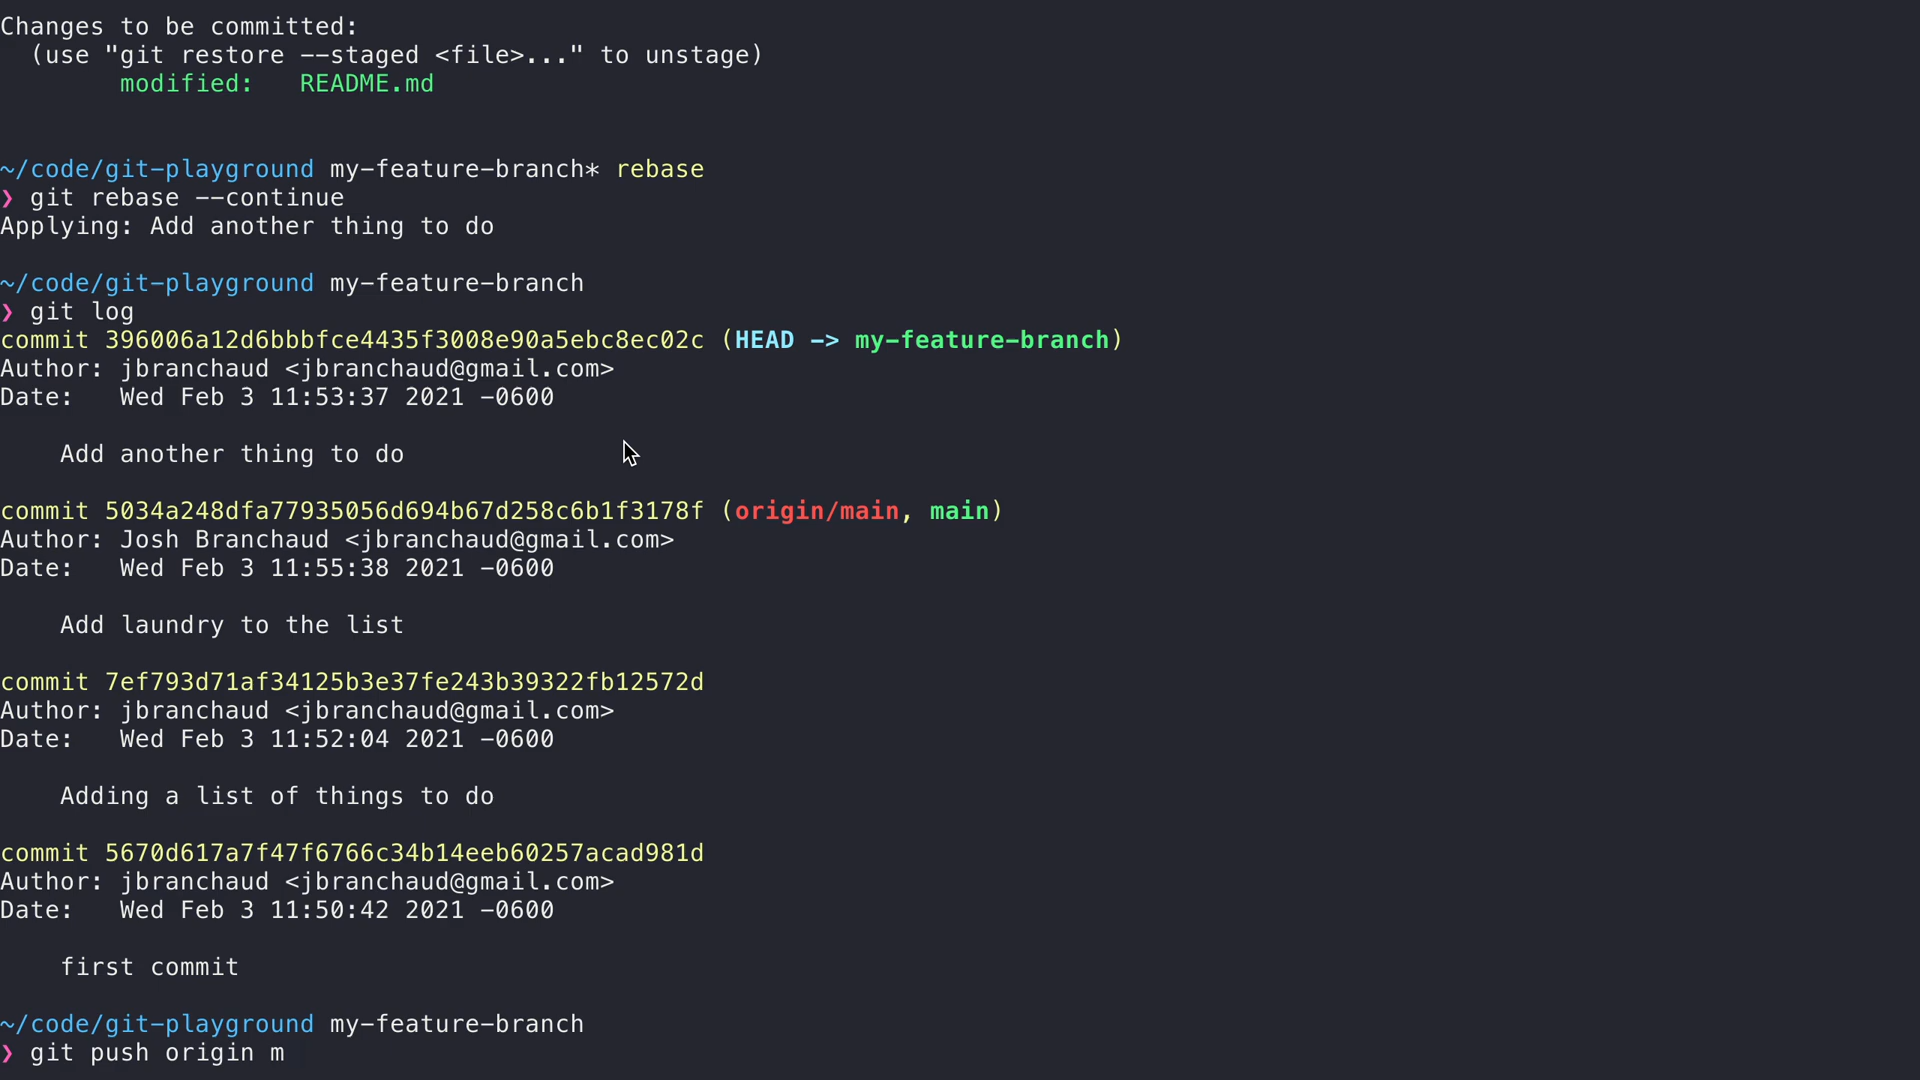 Changes to be committed:
(use "git restore --staged <file>..." to unstage)
modified: README.md
~/code/git-playground my-feature-branch* rebase
❯ git rebase --continue
Applying: Add another thing to do
~/code/git-playground my-feature-branch
❯ git log
commit 396006a12d6bbbfce4435f3008e90a5ebc8ec02c (HEAD -> my-feature-branch)
Author: jbranchaud <jbranchaud@gmail.com>
Date: Wed Feb 3 11:53:37 2021 -0600
Add another thing to do
commit 5034a248dfa77935056d694b67d258c6b1f3178f (origin/main, main)
Author: Josh Branchaud <jbranchaud@gmail.com>
Date: Wed Feb 3 11:55:38 2021 -0600
Add laundry to the list
commit 7ef793d71af34125b3e37fe243b39322fb12572d
Author: jbranchaud <jbranchaud@gmail.com>
Date: Wed Feb 3 11:52:04 2021 -0600
Adding a list of things to do
commit 5670d617a7f47f6766c34b14eeb60257acad981d
Author: jbranchaud <jbranchaud@gmail.com>
Date: Wed Feb 3 11:50:42 2021 -0600
first commit
~/code/git-playground my-feature-branch
❯ git push origin m